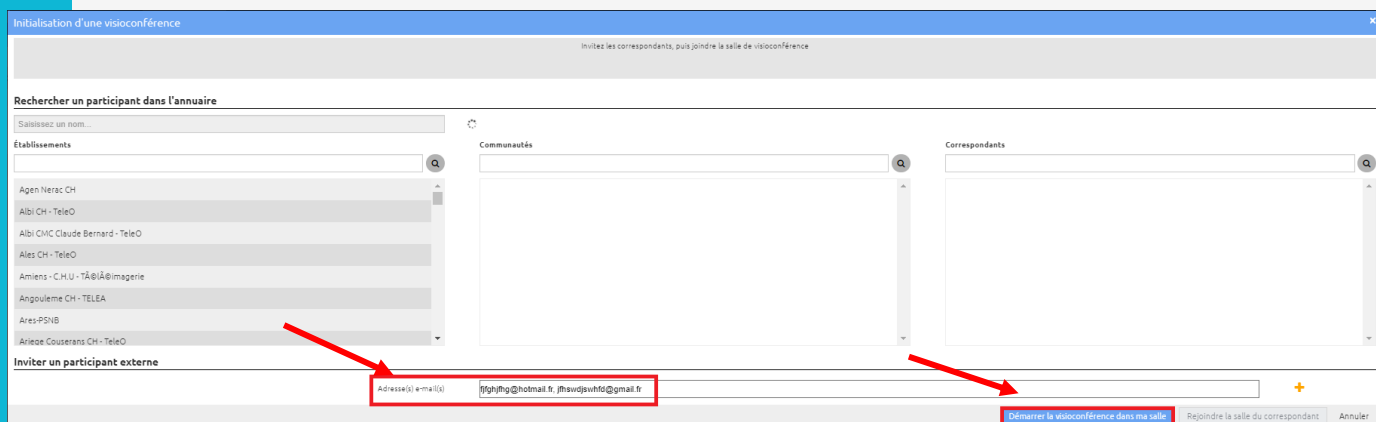 Initialisation d'une visioconférence
×
Invitez les correspondants, puis joindre la salle de visioconférence
Rechercher un participant dans l'annuaire
Saisissez un nom...
Établissements
Communautés
Correspondants
Agen Nerac CH
Albi CH - TeleO
Albi CMC Claude Bernard - TeleO
Ales CH - TeleO
Amiens - C.H.U - TÃ©lÃ©imagerie
Angouleme CH - TELEA
Ares-PSNB
Ariege Couserans CH - TeleO
Inviter un participant externe
Adresse(s) e-mail(s) fjfghjfhg@hotmail.fr, jfhswdjswhfd@gmail.fr
Démarrer la visioconférence dans ma salle Rejoindre la salle du correspondant Annuler